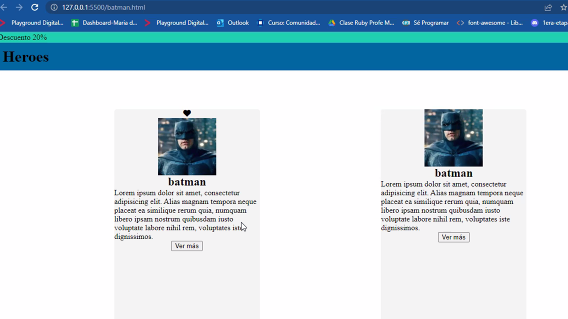 127.0.0.1:5500/batman.html
Playground Digital... Dashboard-Maria d... Playground Digital... Outlook Curso: Comunidad... Clase Ruby Profe M... Sé Programar font-awesome - Lib... 1era-etap
Descuento 20%
Heroes
batman
Lorem ipsum dolor sit amet, consectetur
adipisicing elit. Alias magnam tempora neque
placeat ea similique rerum quia, numquam
libero ipsam nostrum quibusdam iusto
voluptate labore nihil rem, voluptates iste
dignissimos.
Ver más
batman
Lorem ipsum dolor sit amet, consectetur
adipisicing elit. Alias magnam tempora neque
placeat ea similique rerum quia, numquam
libero ipsam nostrum quibusdam iusto
voluptate labore nihil rem, voluptates iste
dignissimos.
Ver más